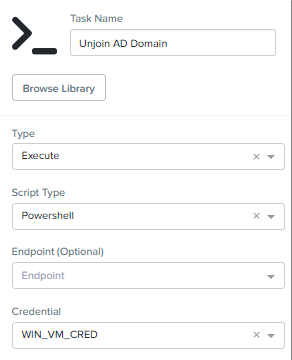 Task Name
Unjoin AD Domain
Browse Library
Type
Execute
Script Type
Powershell
Endpoint (Optional)
Endpoint
Credential
WIN_VM_CRED